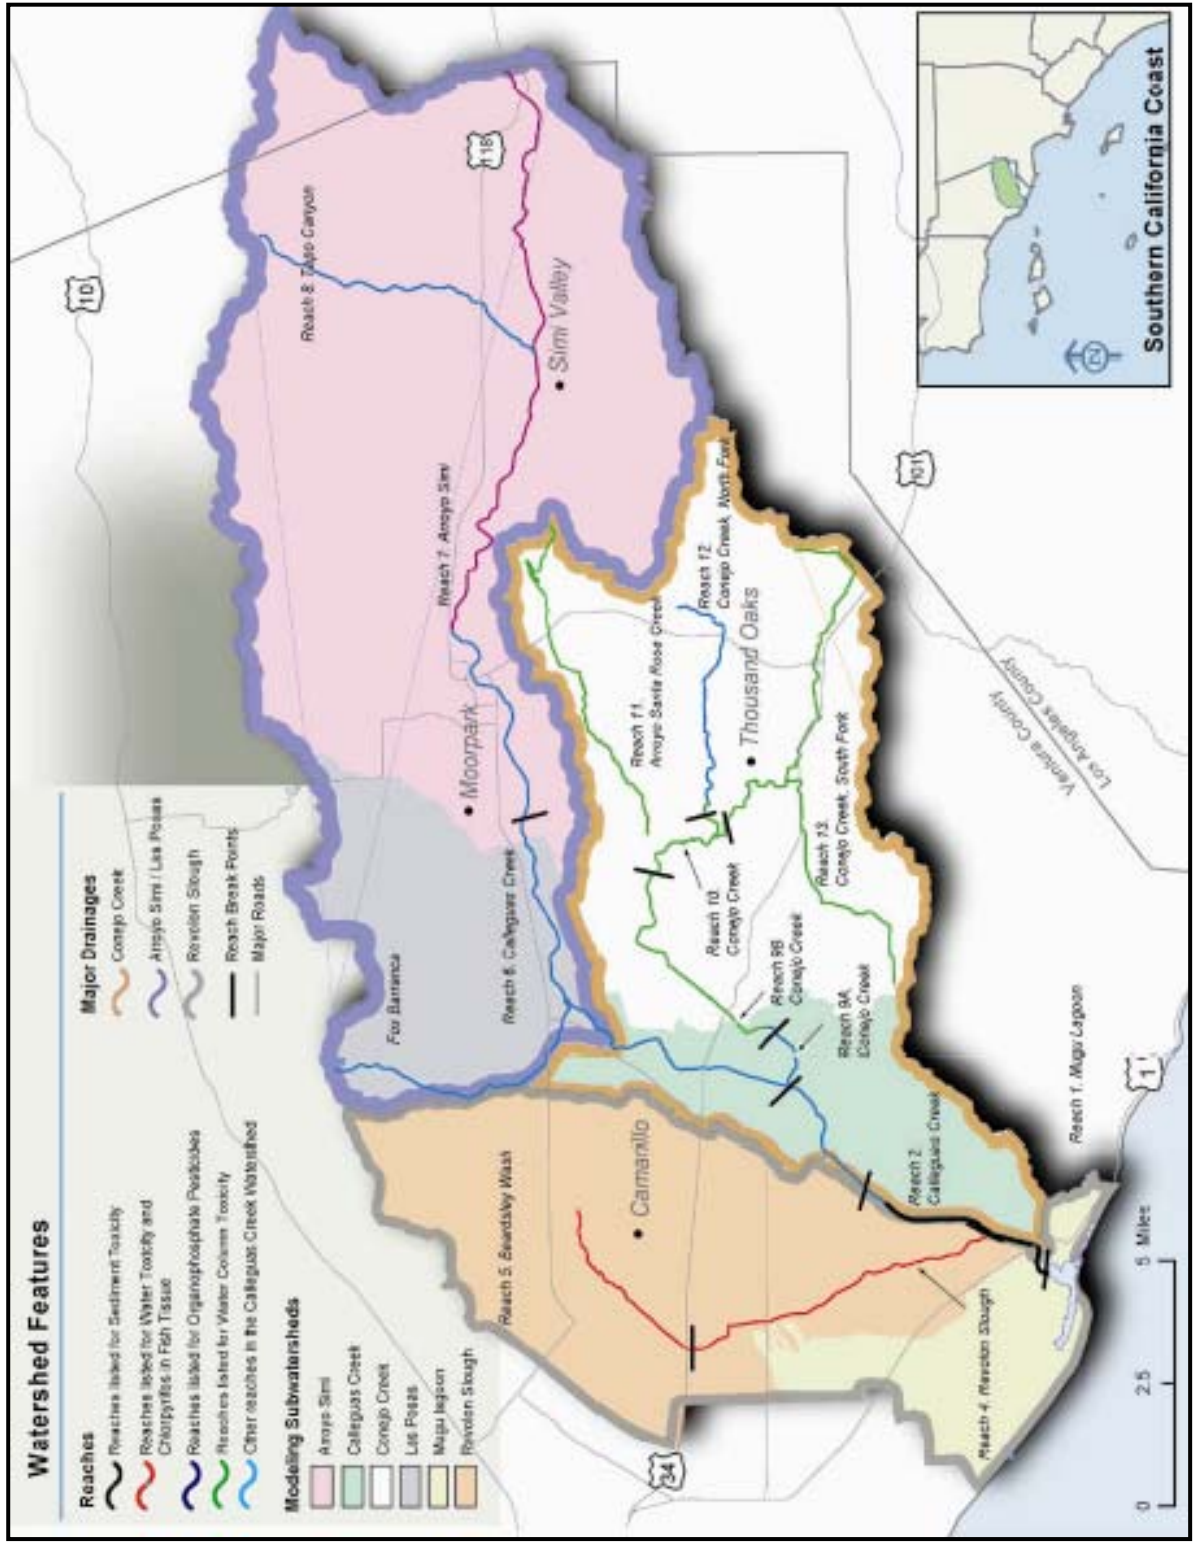 Watershed Features
Reaches
Reaches listed for Sediment Toxicity
Reaches listed for Water Toxicity and
Chlorpyrifos in Fish Tissue
Reaches listed for Organophosphate Pesticides
Reaches listed for Water Column Toxicity
Other reaches in the Calleguas Creek Watershed
Modeling Subwatersheds
Arroyo Simi
Calleguas Creek
Conejo Creek
Las Posas
Mugu lagoon
Revolon Slough
Major Drainages
Conejo Creek
Arroyo Simi / Las Posas
Revolon Slough
Reach Break Points
Major Roads
10
118
Reach 8. Tapo Canyon
Simi Valley
Reach 7. Arroyo Simi
Moorpark
Fox Barranca
Reach 6. Calleguas Creek
Reach 12.
Conejo Creek, North Fork
Reach 11.
Arroyo Santa Rosa Creek
Thousand Oaks
Reach 13.
Conejo Creek, South Fork
Reach 10.
Conejo Creek
Reach 9B
Conejo Creek
Reach 9A
Conejo Creek
Reach 5. Beardsley Wash
Camarillo
Reach 2.
Calleguas Creek
Reach 1. Mugu Lagoon
Reach 4. Revolon Slough
34
101
1
Ventura County
Los Angeles County
0 2.5 5 Miles
N
Southern California Coast